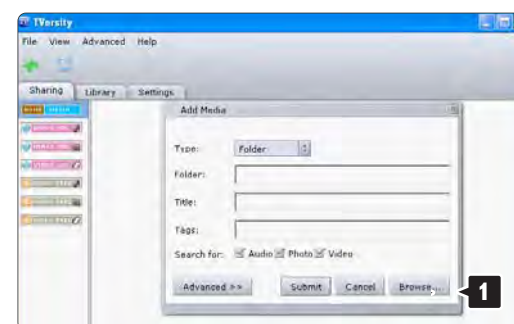 TVersity
File View Advanced Help
Sharing Library Settings
Add Media
Type: Folder
Folder:
Title:
Tags:
Search for: Audio Photo Video
Advanced >> Submit Cancel Browse...
1